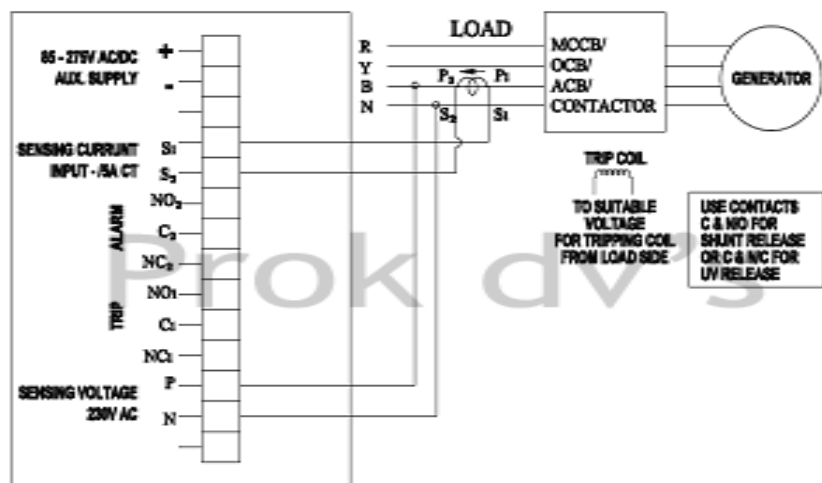 85 - 275V AC/DC
AUX. SUPPLY
+
-
SENSING CURRUNT
INPUT - /5A CT
S1
S2
ALARM
NO2
C2
NC2
TRIP
NO1
C1
NC1
SENSING VOLTAGE
230V AC
P
N
LOAD
R
Y
B
N
P2
P1
S2
S1
MCCB/
OCB/
ACB/
CONTACTOR
GENERATOR
TRIP COIL
TO SUITABLE
VOLTAGE
FOR TRIPPING COIL
FROM LOAD SIDE
USE CONTACTS
C & N/O FOR
SHUNT RELEASE
OR C & N/C FOR
UV RELEASE
Prok dv's